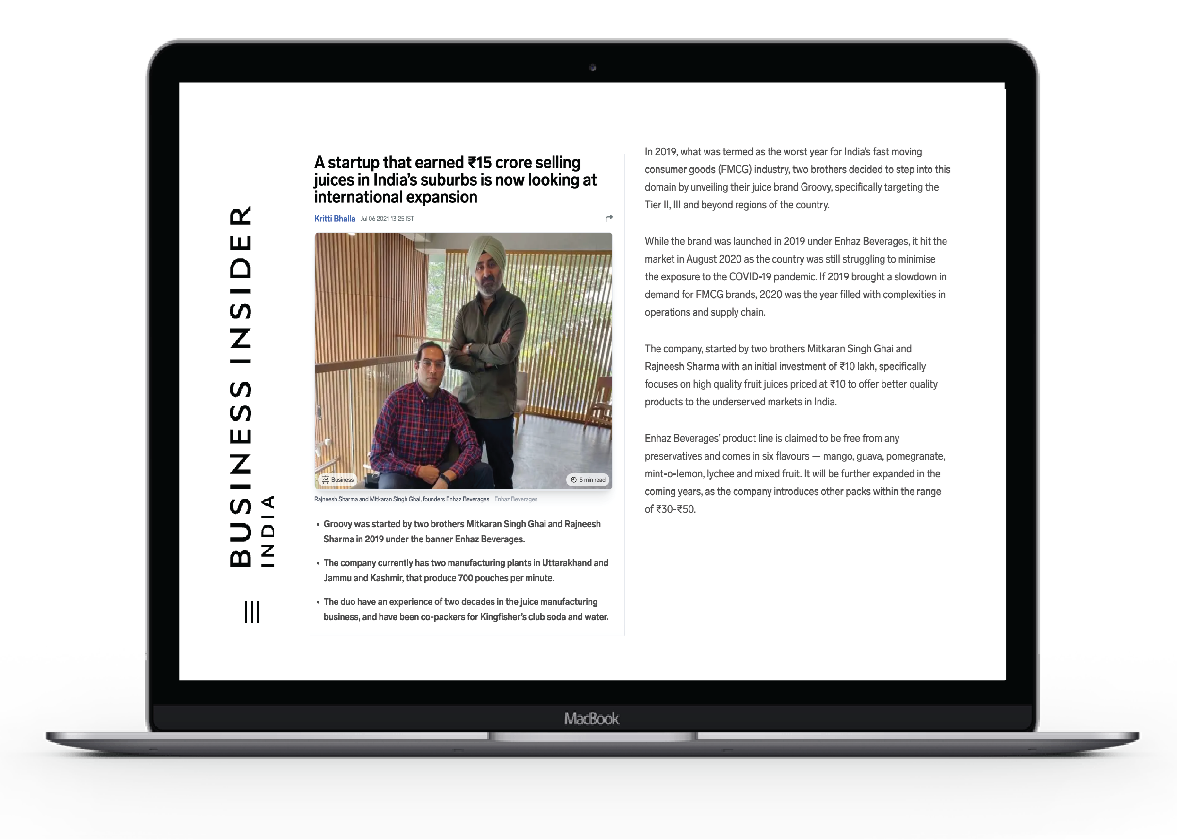 BUSINESS INSIDER
INDIA
A startup that earned ₹15 crore selling
juices in India's suburbs is now looking at
international expansion
Kritti Bhalla Jul 06 2021 13 25 IST
Business
5 min read
Rajneesh Sharma and Mitkaran Singh Ghai, founders Enhaz Beverages Enhaz Beverages
• Groovy was started by two brothers Mitkaran Singh Ghai and Rajneesh
Sharma in 2019 under the banner Enhaz Beverages.
• The company currently has two manufacturing plants in Uttarakhand and
Jammu and Kashmir, that produce 700 pouches per minute.
• The duo have an experience of two decades in the juice manufacturing
business, and have been co-packers for Kingfisher's club soda and water.
In 2019, what was termed as the worst year for India's fast moving
consumer goods (FMCG) industry, two brothers decided to step into this
domain by unveiling their juice brand Groovy, specifically targeting the
Tier II, III and beyond regions of the country.
While the brand was launched in 2019 under Enhaz Beverages, it hit the
market in August 2020 as the country was still struggling to minimise
the exposure to the COVID-19 pandemic. If 2019 brought a slowdown in
demand for FMCG brands, 2020 was the year filled with complexities in
operations and supply chain.
The company, started by two brothers Mitkaran Singh Ghai and
Rajneesh Sharma with an initial investment of ₹10 lakh, specifically
focuses on high quality fruit juices priced at ₹10 to offer better quality
products to the underserved markets in India.
Enhaz Beverages' product line is claimed to be free from any
preservatives and comes in six flavours — mango, guava, pomegranate,
mint-o-lemon, lychee and mixed fruit. It will be further expanded in the
coming years, as the company introduces other packs within the range
of ₹30-₹50.
MacBook